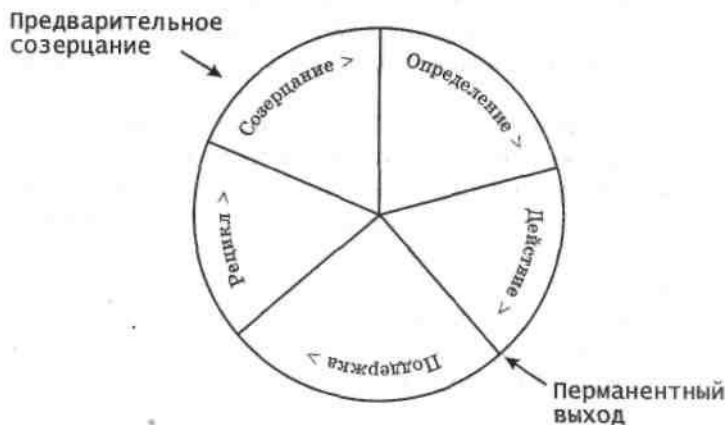 Предварительное
созерцание
Созерцание >
Определение >
Действие >
Поддержка >
Рецикл >
Перманентный
выход